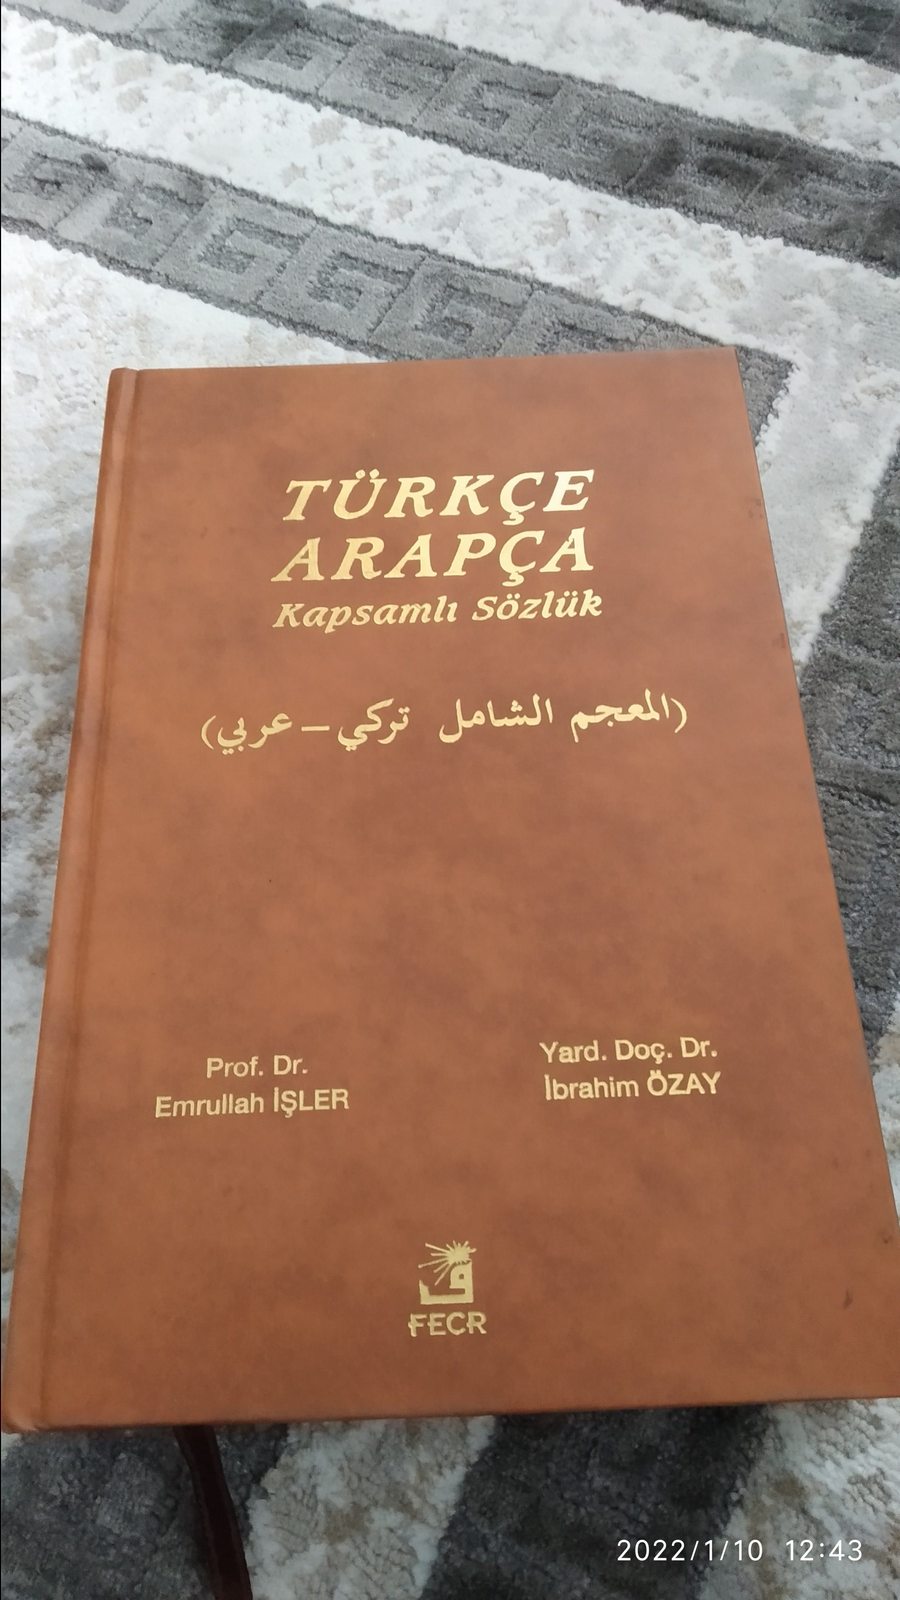 TÜRKÇE
ARAPÇA
Kapsamlı Sözlük
(المعجم الشامل تركي – عربي)
Prof. Dr.
Emrullah İŞLER
Yard. Doç. Dr.
İbrahim ÖZAY
ف
FECR
2022/1/10 12:43